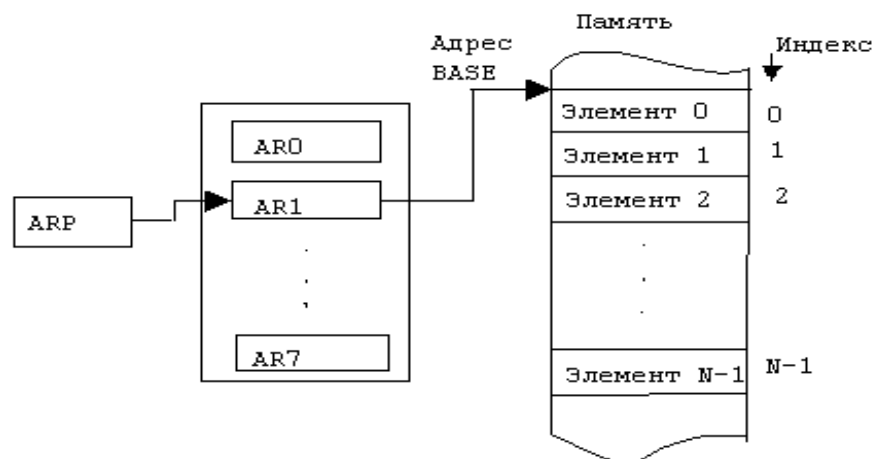 Память
Адрес
BASE
Индекс
Элемент 0
0
AR0
Элемент 1
1
ARP
AR1
Элемент 2
2
AR7
Элемент N-1
N-1